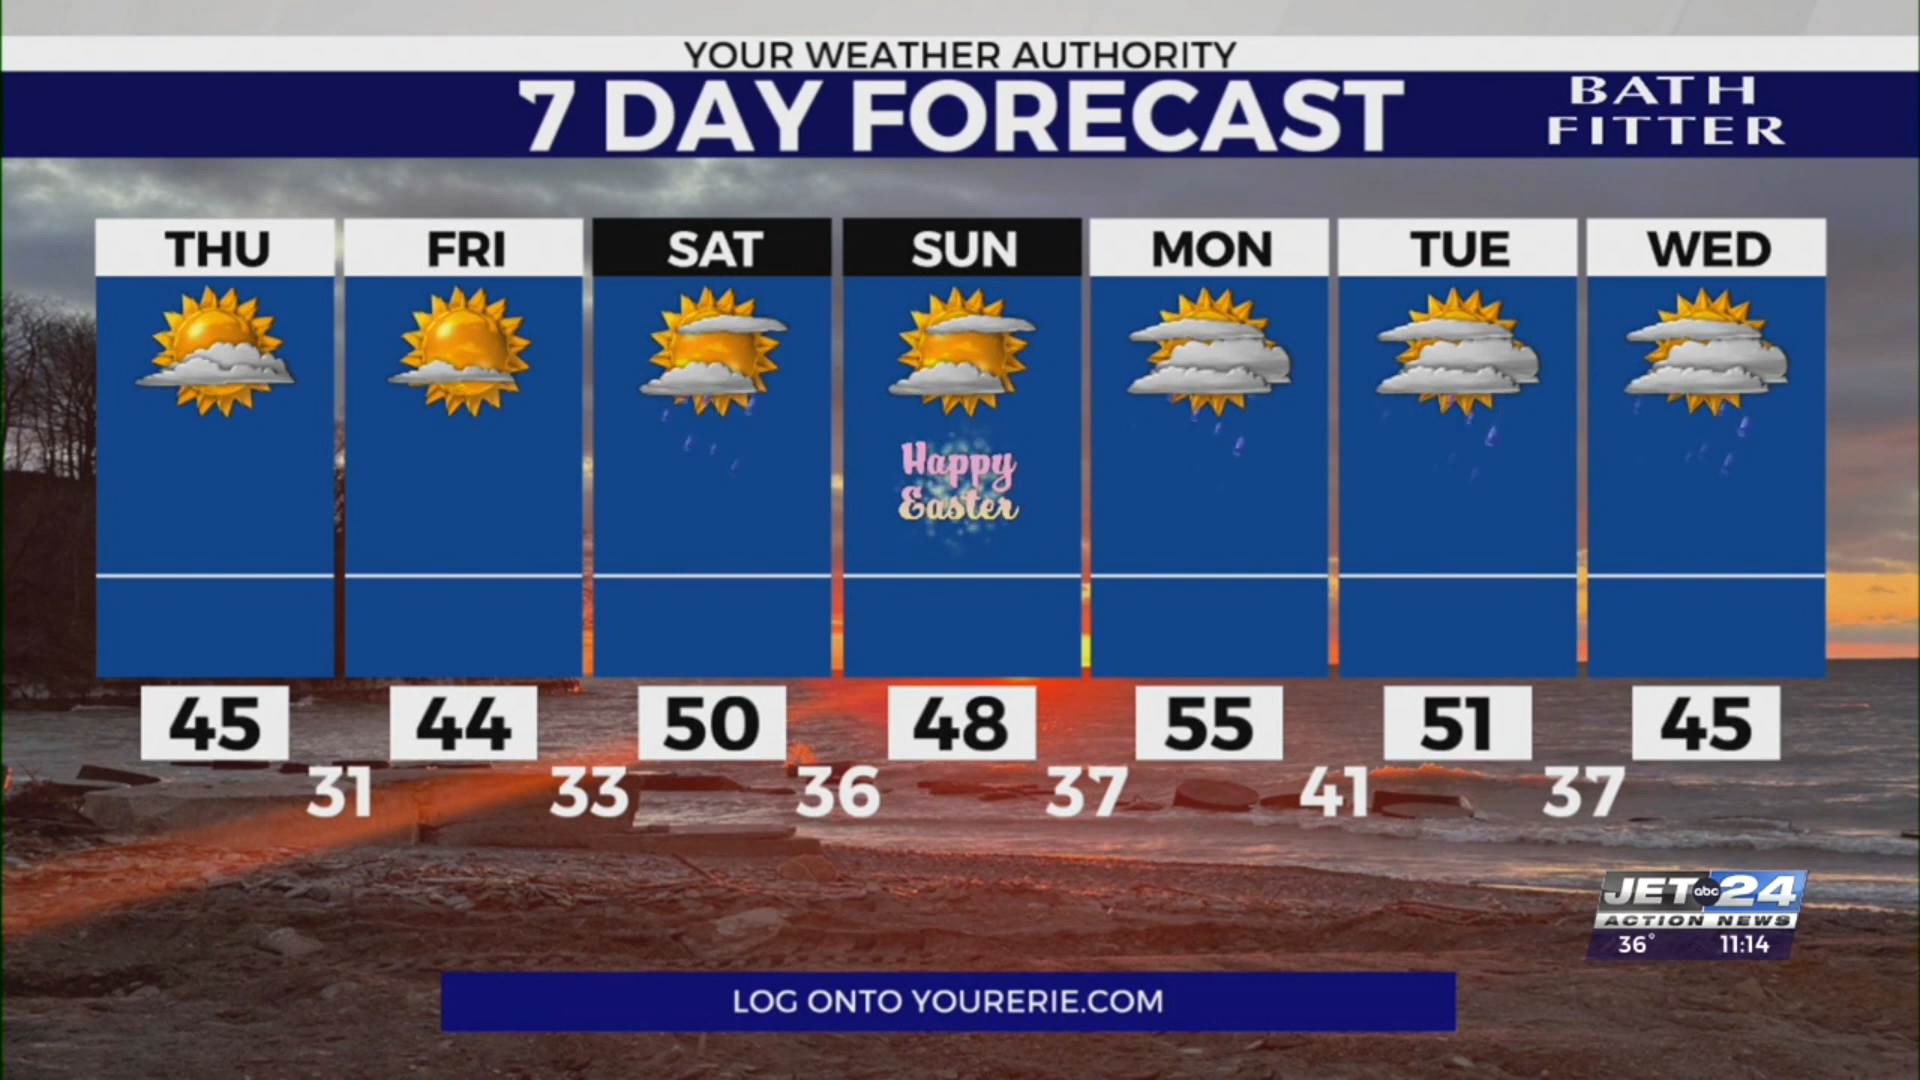 YOUR WEATHER AUTHORITY
7 DAY FORECAST
BATH
FITTER
THU FRI SAT SUN MON TUE WED
Happy
Easter
45 44 50 48 55 51 45
31 33 36 37 41 37
JET abc 24
ACTION NEWS
36° 11:14
LOG ONTO YOURERIE.COM